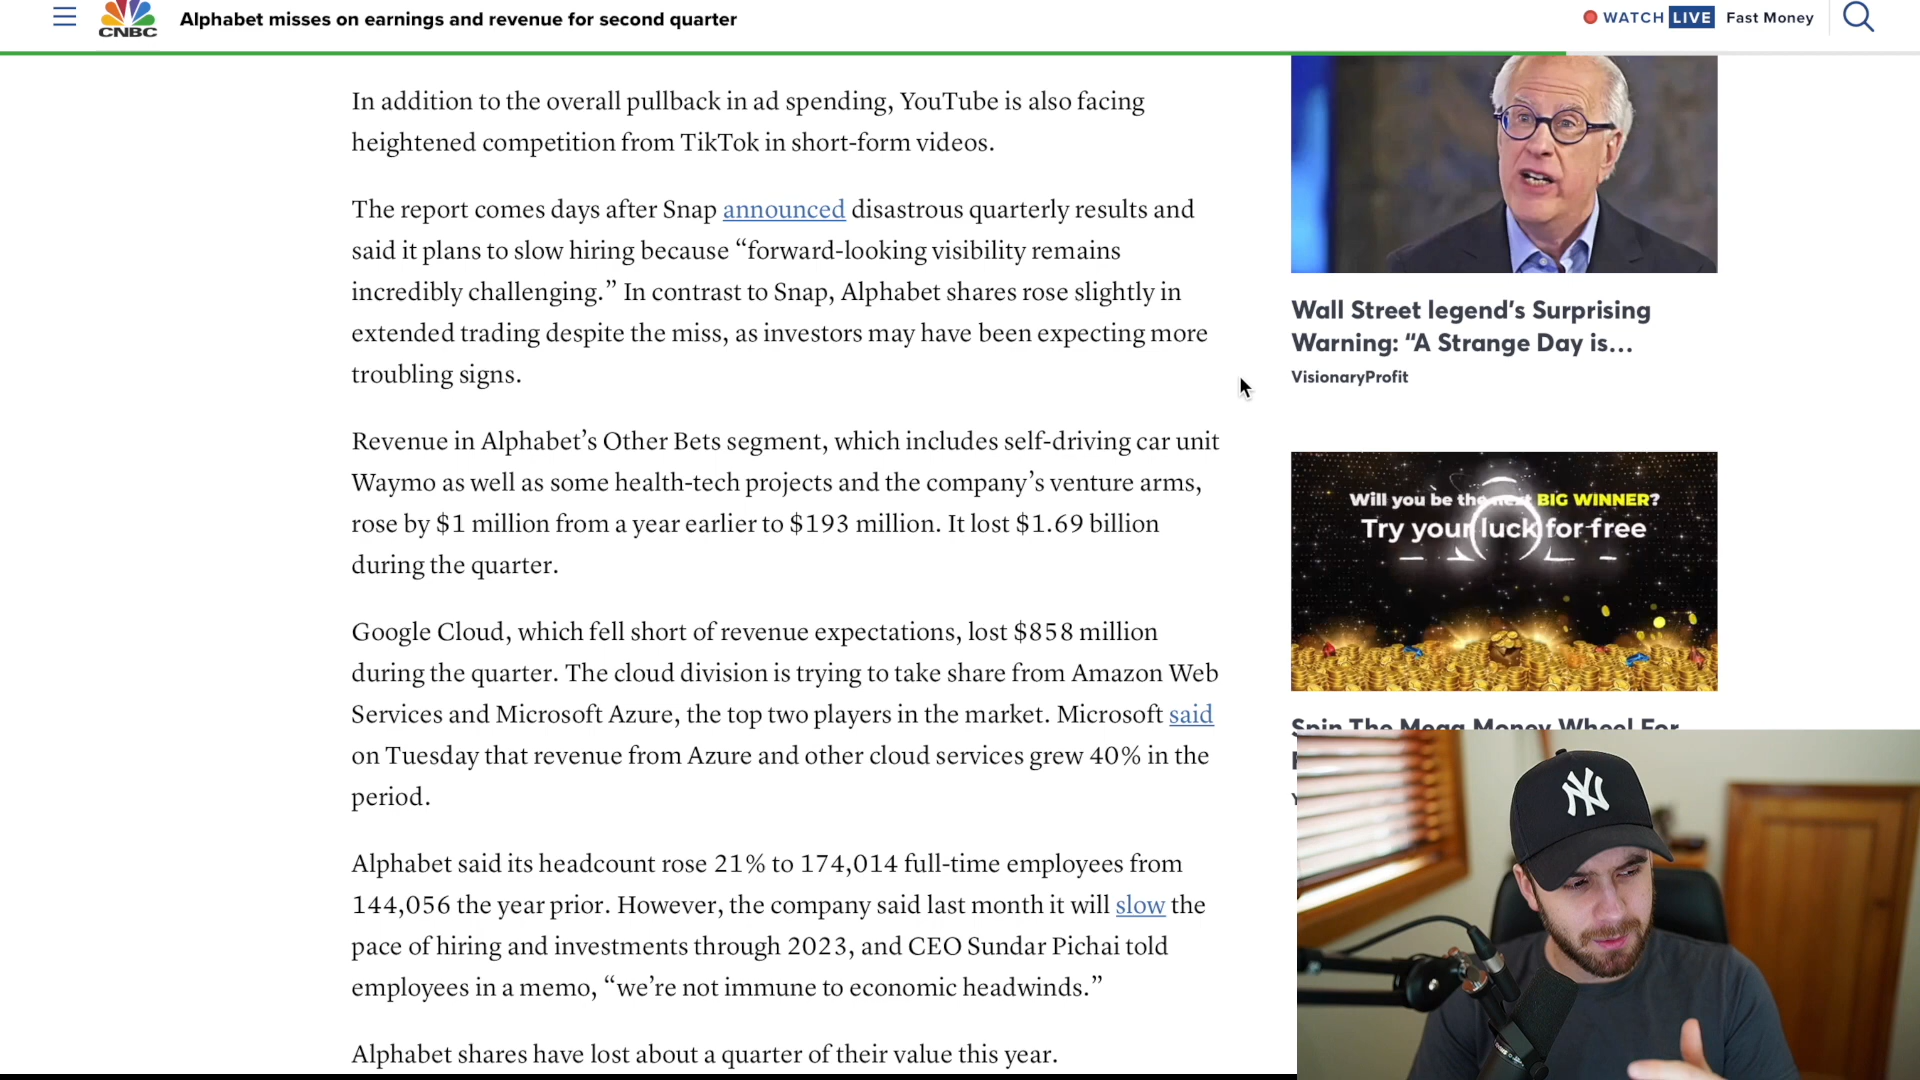 CNBC
Alphabet misses on earnings and revenue for second quarter
WATCH LIVE Fast Money
In addition to the overall pullback in ad spending, YouTube is also facing
heightened competition from TikTok in short-form videos.
The report comes days after Snap announced disastrous quarterly results and
said it plans to slow hiring because “forward-looking visibility remains
incredibly challenging.” In contrast to Snap, Alphabet shares rose slightly in
extended trading despite the miss, as investors may have been expecting more
troubling signs.
Revenue in Alphabet’s Other Bets segment, which includes self-driving car unit
Waymo as well as some health-tech projects and the company’s venture arms,
rose by $1 million from a year earlier to $193 million. It lost $1.69 billion
during the quarter.
Google Cloud, which fell short of revenue expectations, lost $858 million
during the quarter. The cloud division is trying to take share from Amazon Web
Services and Microsoft Azure, the top two players in the market. Microsoft said
on Tuesday that revenue from Azure and other cloud services grew 40% in the
period.
Alphabet said its headcount rose 21% to 174,014 full-time employees from
144,056 the year prior. However, the company said last month it will slow the
pace of hiring and investments through 2023, and CEO Sundar Pichai told
employees in a memo, “we’re not immune to economic headwinds.”
Alphabet shares have lost about a quarter of their value this year.
Wall Street legend’s Surprising
Warning: “A Strange Day is...
VisionaryProfit
Will you be the next BIG WINNER?
Try your luck for free
Spin The Mega Money Wheel For
NY